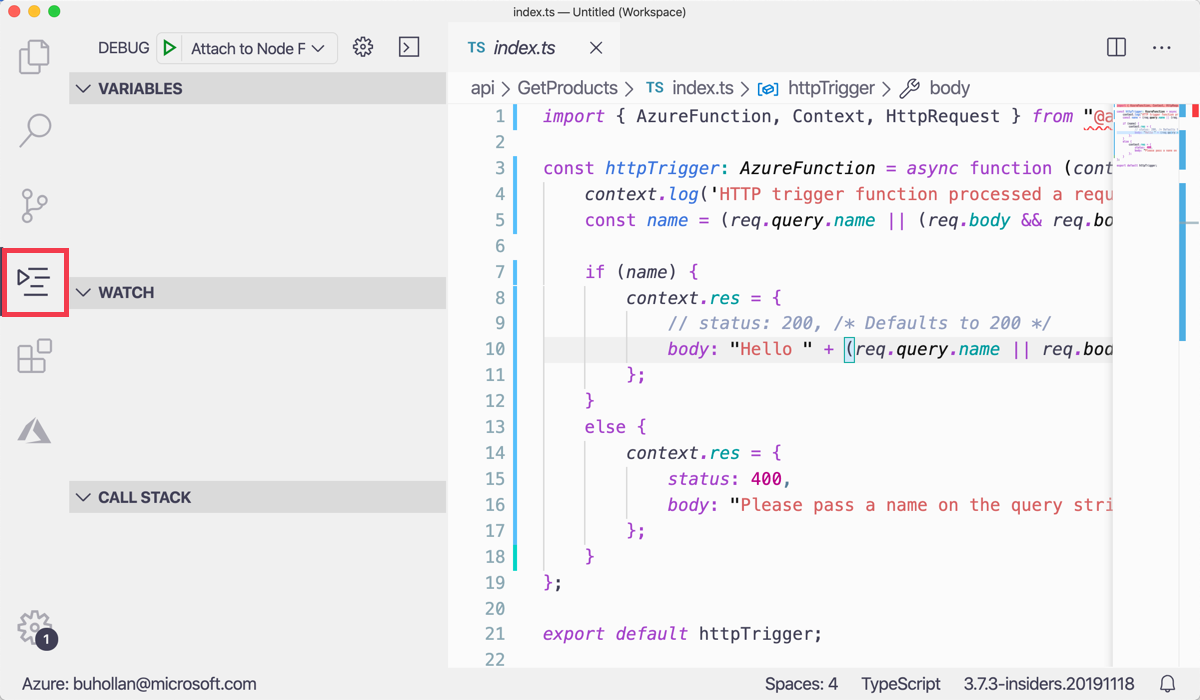 index.ts — Untitled (Workspace)
DEBUG Attach to Node F
TS index.ts
VARIABLES
api > GetProducts > TS index.ts > httpTrigger > body
1 import { AzureFunction, Context, HttpRequest } from "@a
2
3 const httpTrigger: AzureFunction = async function (cont
4 context.log('HTTP trigger function processed a requ
5 const name = (req.query.name || (req.body && req.bo
6
7 if (name) {
8 context.res = {
WATCH
9 // status: 200, /* Defaults to 200 */
10 body: "Hello " + (req.query.name || req.bod
11 };
12 }
13 else {
14 context.res = {
15 status: 400,
CALL STACK
16 body: "Please pass a name on the query stri
17 };
18 }
19 };
20
21 export default httpTrigger;
22
1
Azure: buhollan@microsoft.com Spaces: 4 TypeScript 3.7.3-insiders.20191118